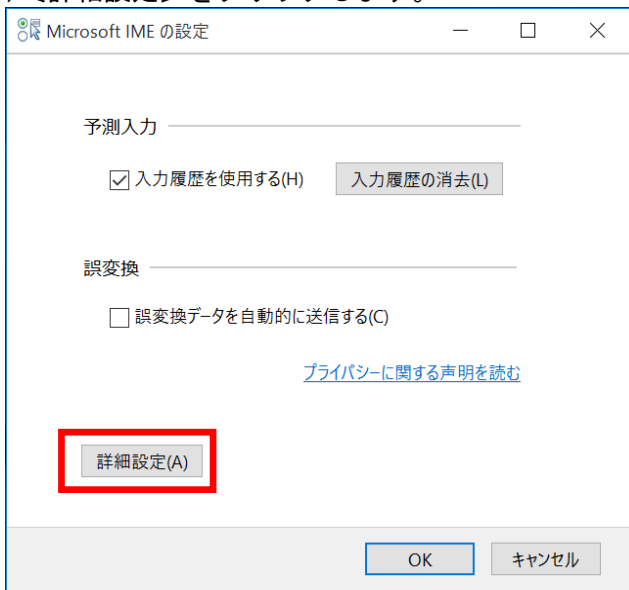 Microsoft IME の設定
予測入力
入力履歴を使用する(H)
入力履歴の消去(L)
誤変換
誤変換データを自動的に送信する(C)
プライバシーに関する声明を読む
詳細設定(A)
OK
キャンセル